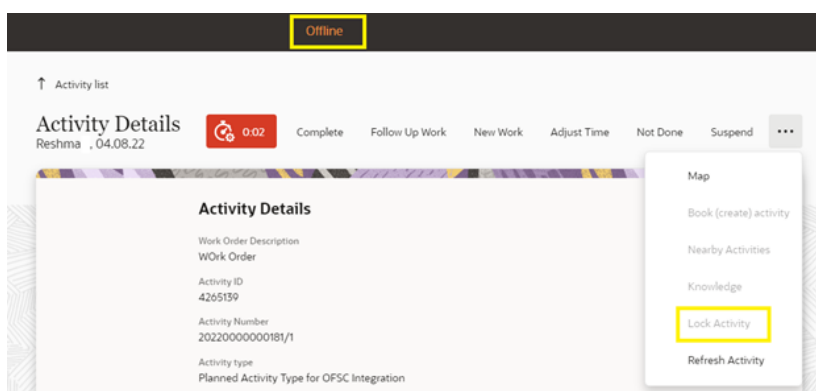 Offline
↑ Activity list
Activity Details
Reshma , 04.08.22
0:02
Complete
Follow Up Work
New Work
Adjust Time
Not Done
Suspend
...
Map
Book (create) activity
Nearby Activities
Knowledge
Lock Activity
Refresh Activity
Activity Details
Work Order Description
WOrk Order
Activity ID
4265139
Activity Number
20220000000181/1
Activity type
Planned Activity Type for OFSC Integration